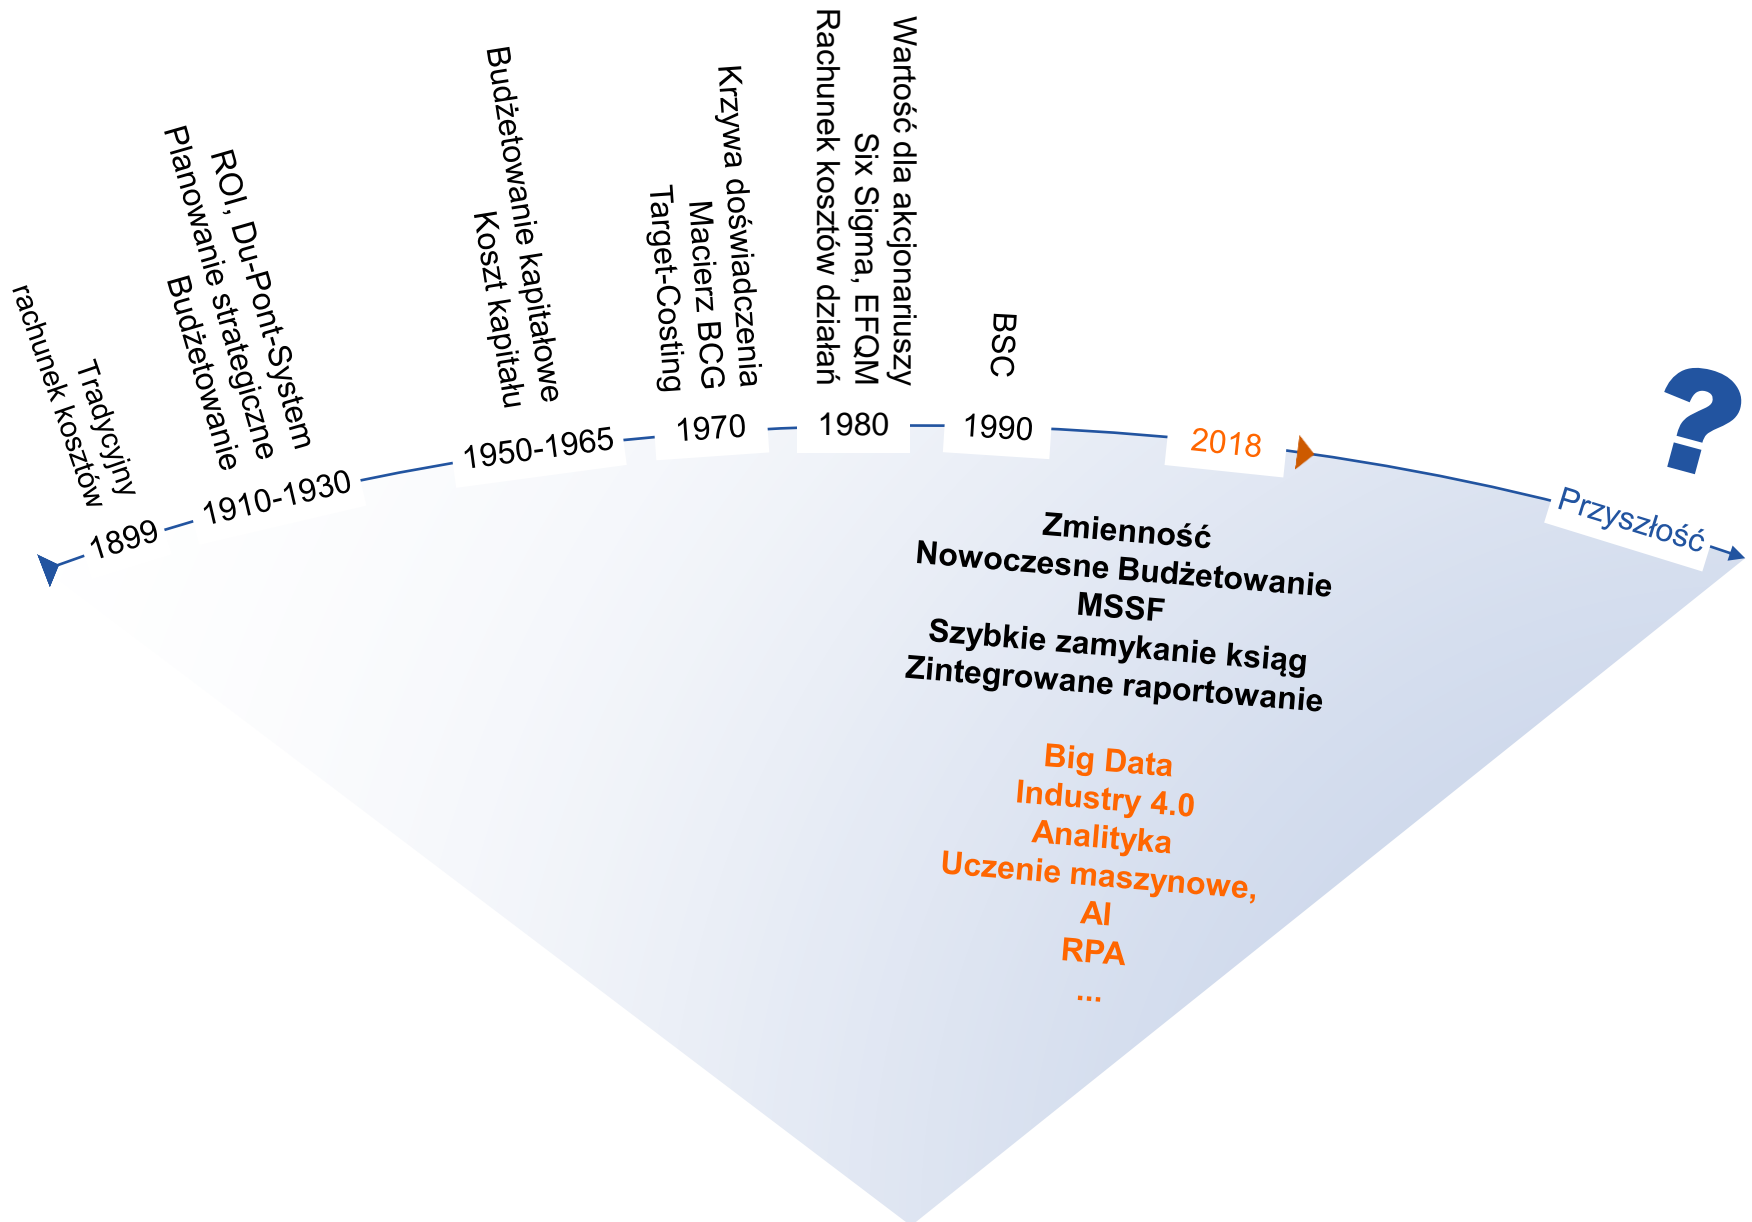 Tradycyjny
rachunek kosztów
1899
ROI, Du-Pont-System
Planowanie strategiczne
Budżetowanie
1910-1930
Budżetowanie kapitałowe
Koszt kapitału
1950-1965
Krzywa doświadczenia
Macierz BCG
Target-Costing
1970
Wartość dla akcjonariuszy
Six Sigma, EFQM
Rachunek kosztów działań
1980
BSC
1990
2018
?
Przyszłość
Zmienność
Nowoczesne Budżetowanie
MSSF
Szybkie zamykanie ksiąg
Zintegrowane raportowanie
Big Data
Industry 4.0
Analityka
Uczenie maszynowe,
AI
RPA
...